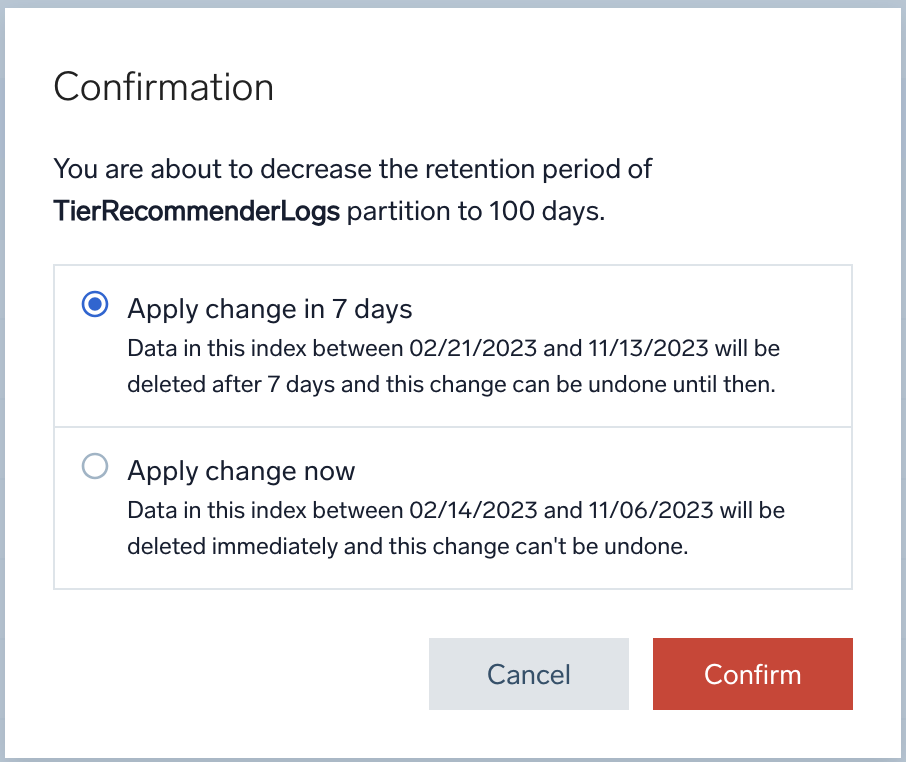 Confirmation
You are about to decrease the retention period of
TierRecommenderLogs partition to 100 days.
Apply change in 7 days
Data in this index between 02/21/2023 and 11/13/2023 will be
deleted after 7 days and this change can be undone until then.
Apply change now
Data in this index between 02/14/2023 and 11/06/2023 will be
deleted immediately and this change can't be undone.
Cancel Confirm